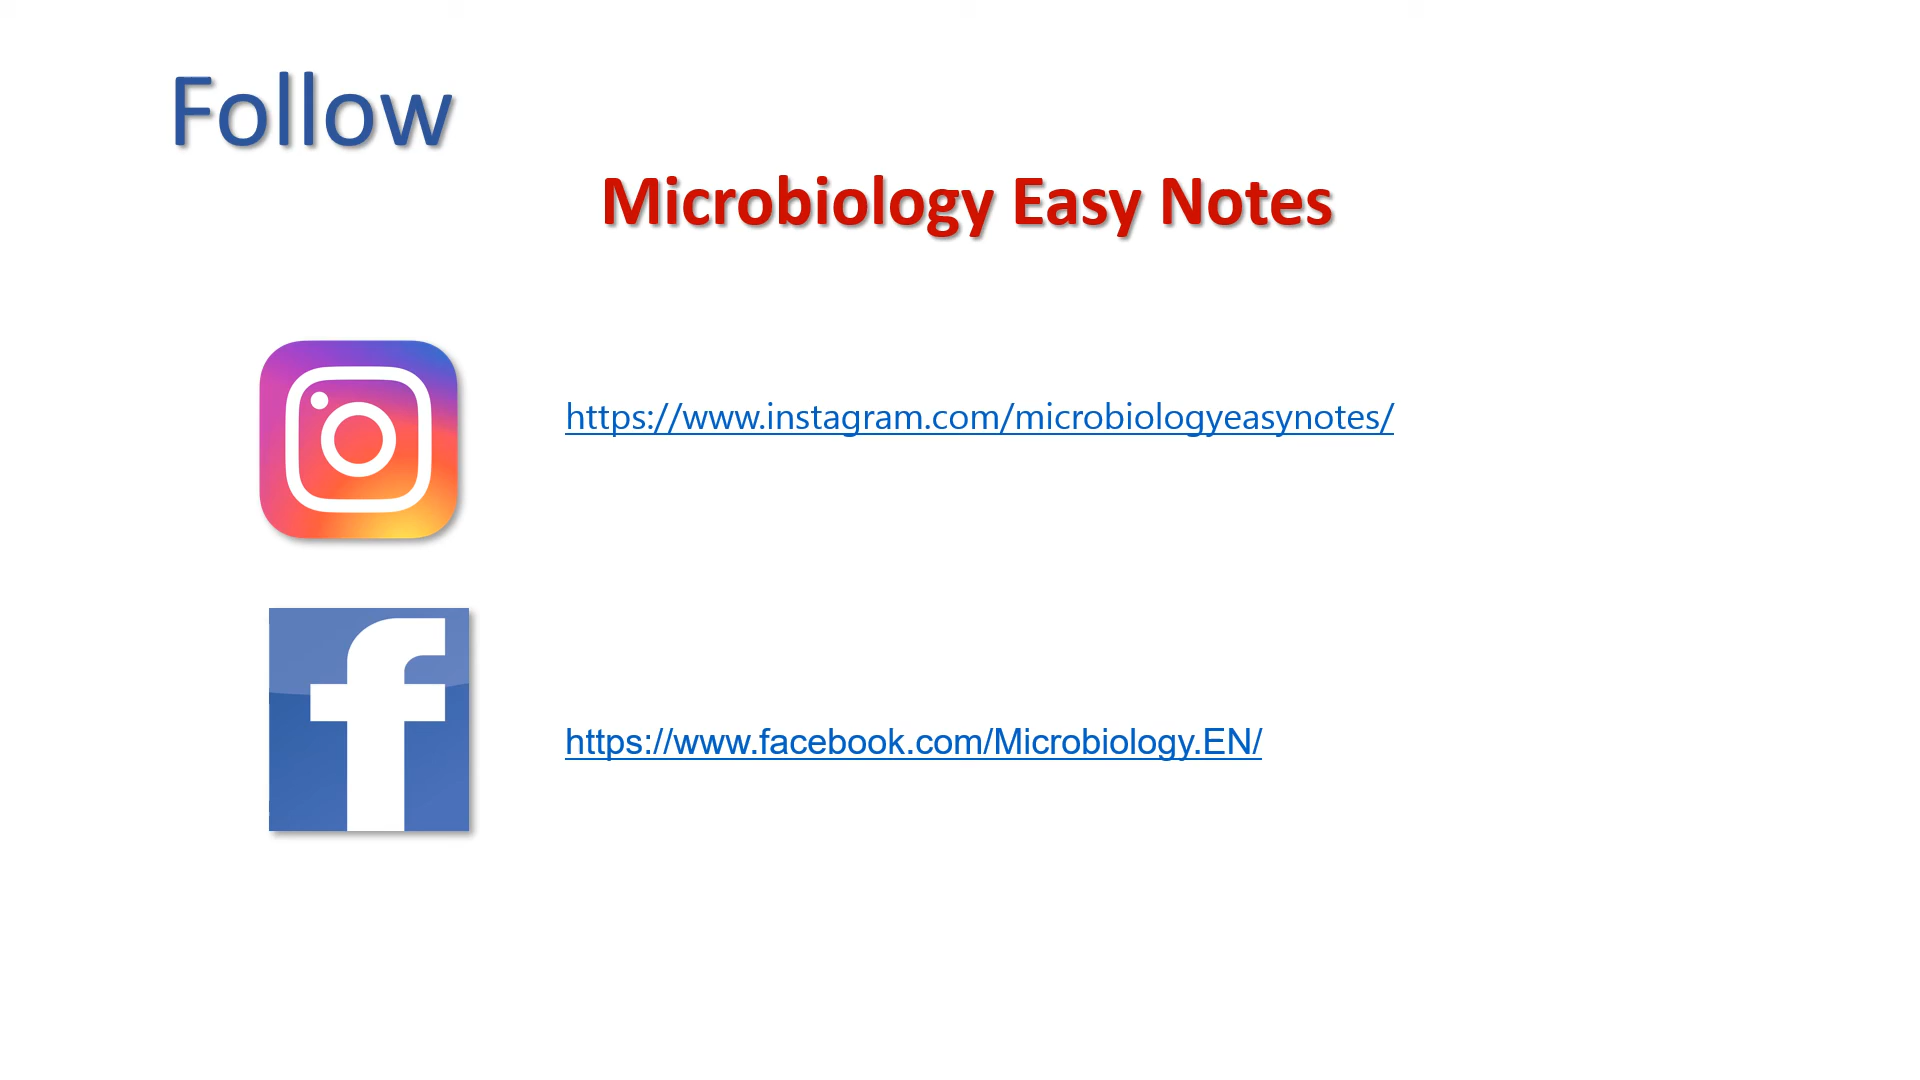 Follow
Microbiology Easy Notes
https://www.instagram.com/microbiologyeasynotes/
https://www.facebook.com/Microbiology.EN/